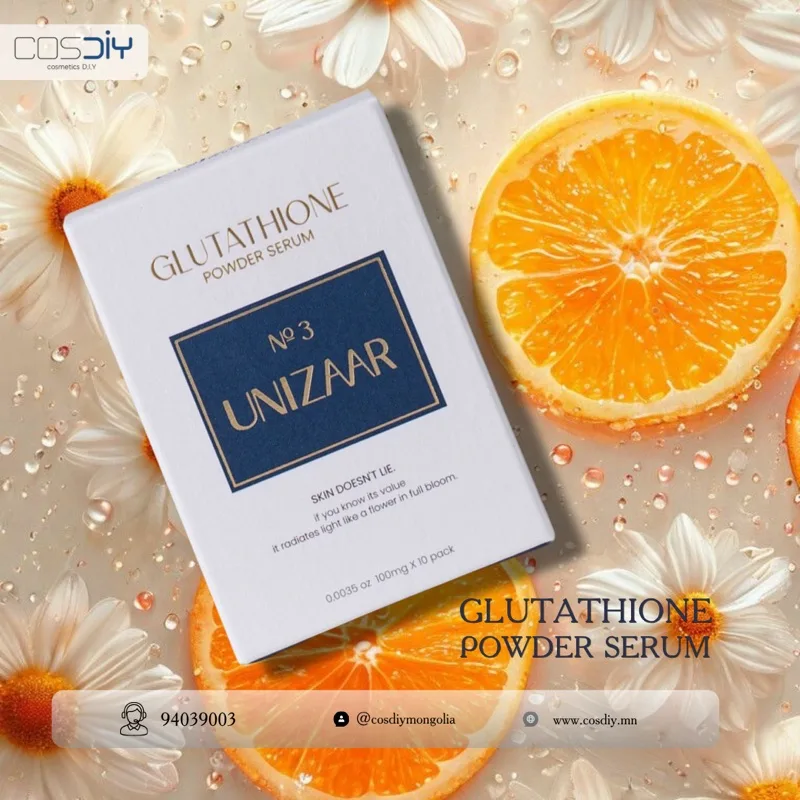 COSDIY
cosmetics D.I.Y
GLUTATHIONE
POWDER SERUM
№ 3
UNIZAAR
SKIN DOESN'T LIE.
if you know its value
it radiates light like a flower in full bloom.
0.0035 oz 100mg X 10 pack
GLUTATHIONE
POWDER SERUM
94039003
@cosdiymongolia
www.cosdiy.mn